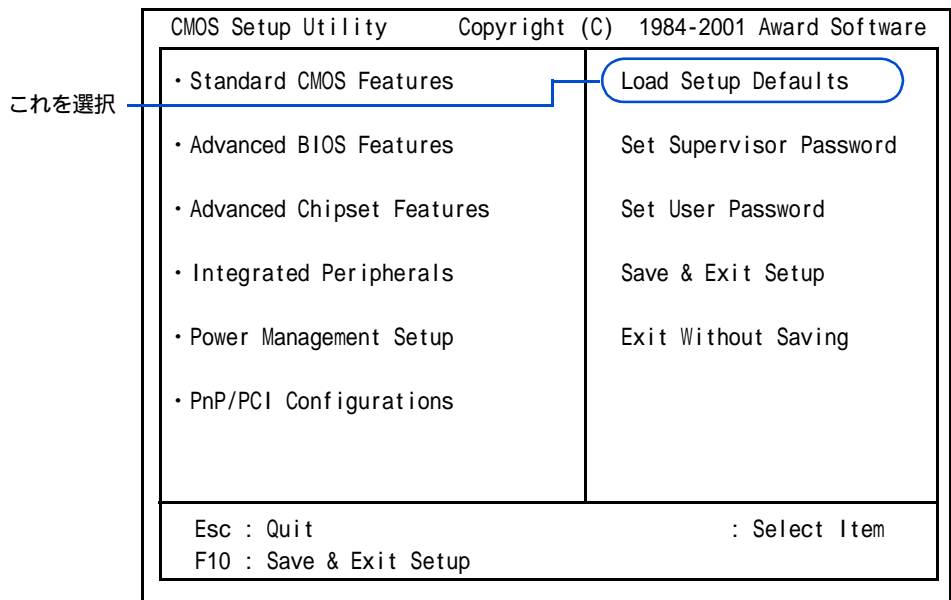 CMOS Setup Utility Copyright (C) 1984-2001 Award Software
これを選択
・Standard CMOS Features
・Advanced BIOS Features
・Advanced Chipset Features
・Integrated Peripherals
・Power Management Setup
・PnP/PCI Configurations
Load Setup Defaults
Set Supervisor Password
Set User Password
Save & Exit Setup
Exit Without Saving
Esc : Quit : Select Item
F10 : Save & Exit Setup